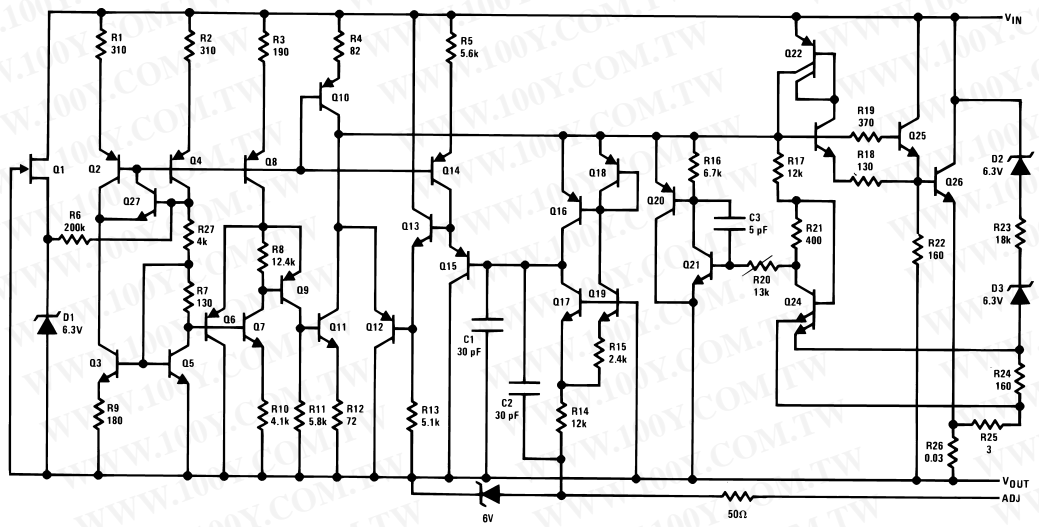 VIN
R1
310
R2
310
R3
190
R4
82
R5
5.6k
Q22
Q10
R19
370
Q25
Q1
Q2
Q4
Q8
Q14
Q18
R16
6.7k
R17
12k
R18
130
Q26
D2
6.3V
Q27
Q16
Q20
R6
200k
R27
4k
Q13
C3
5 pF
R21
400
R22
160
R23
18k
R8
12.4k
Q15
Q21
R20
13k
D1
6.3V
R7
130
Q9
Q17
Q19
Q24
D3
6.3V
Q6
Q7
Q11
Q12
C1
30 pF
Q3
Q5
R15
2.4k
R24
160
R9
180
R10
4.1k
R11
5.8k
R12
72
R13
5.1k
C2
30 pF
R14
12k
R25
3
R26
0.03
VOUT
ADJ
6V
50Ω
WWW.100Y.COM.TW